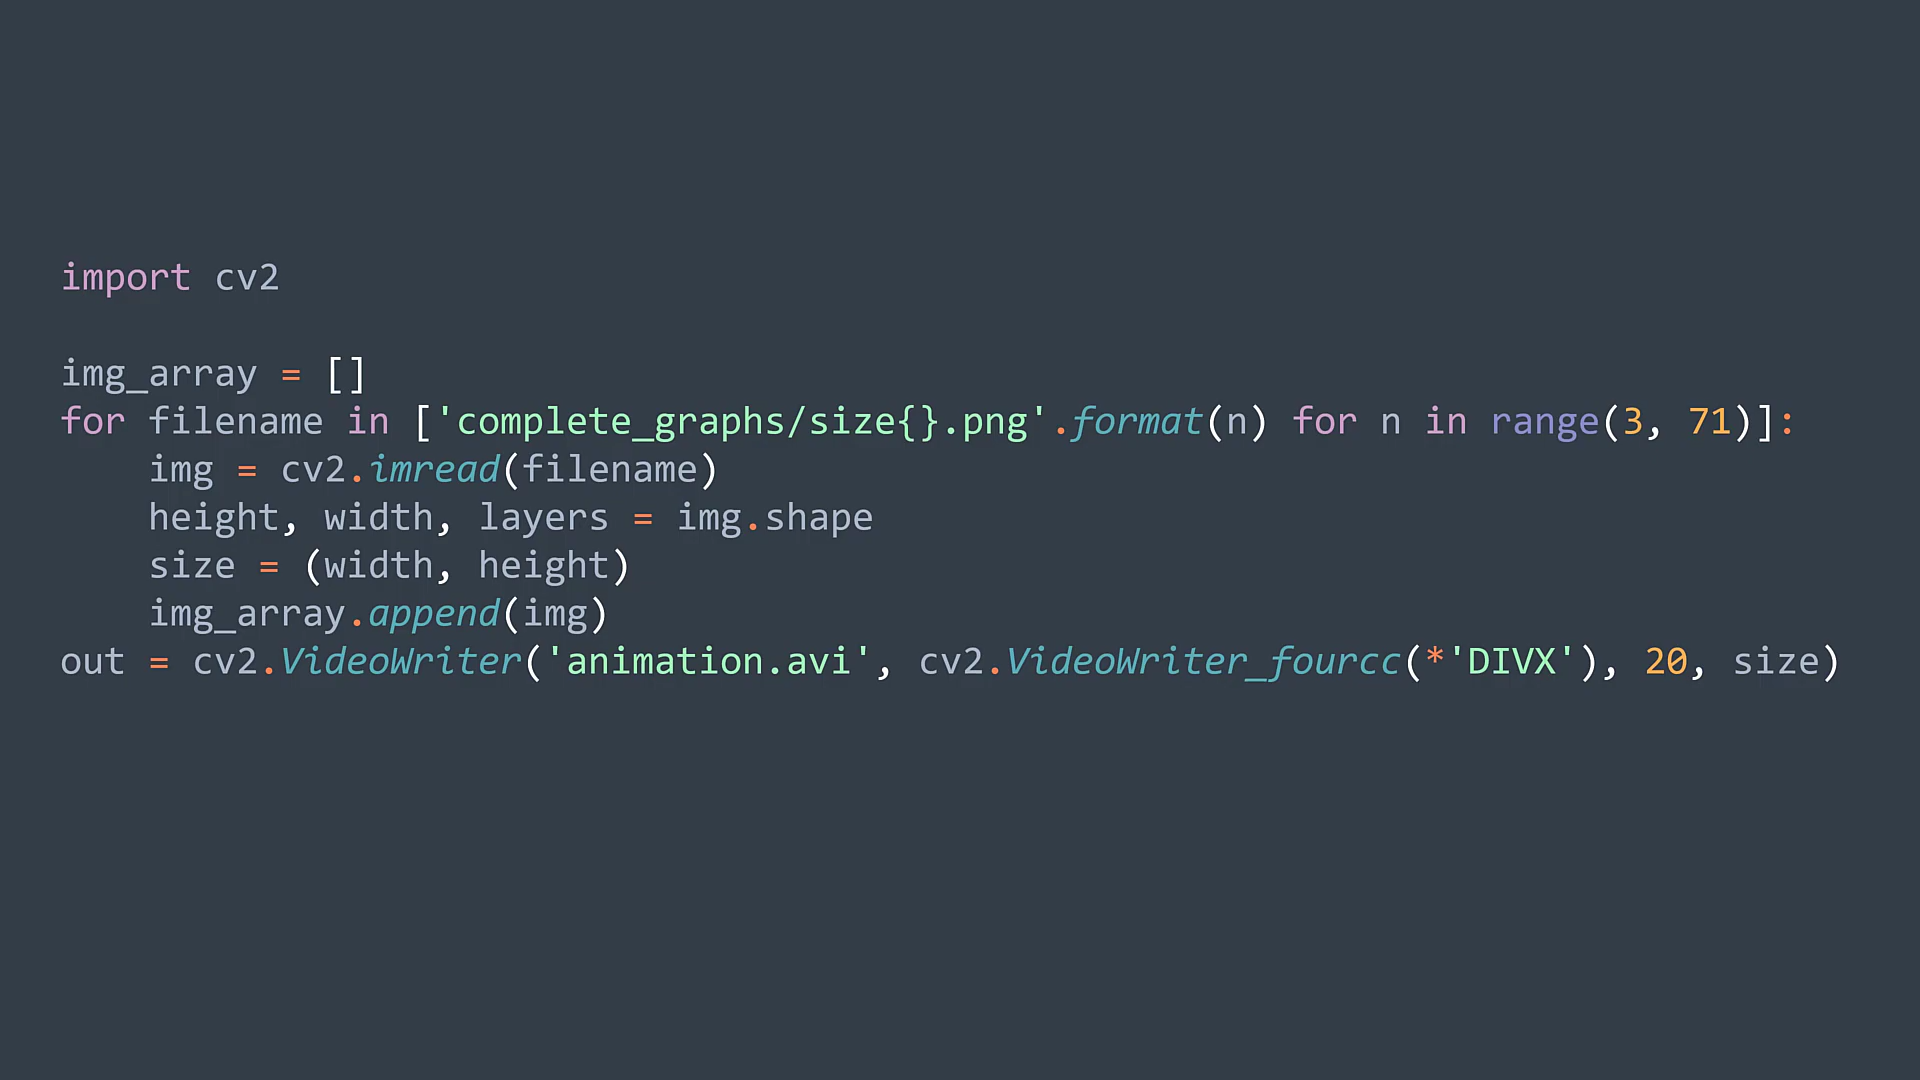 import cv2

img_array = []
for filename in ['complete_graphs/size{}.png'.format(n) for n in range(3, 71)]:
    img = cv2.imread(filename)
    height, width, layers = img.shape
    size = (width, height)
    img_array.append(img)
out = cv2.VideoWriter('animation.avi', cv2.VideoWriter_fourcc(*'DIVX'), 20, size)